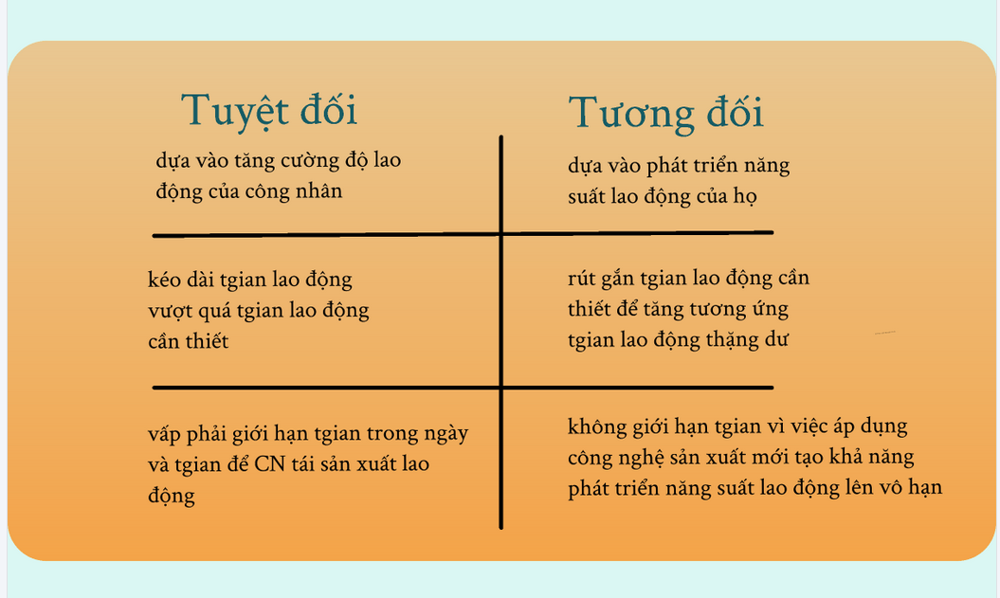 Tuyệt đối
dựa vào tăng cường độ lao
động của công nhân
kéo dài tgian lao động
vượt quá tgian lao động
cần thiết
vấp phải giới hạn tgian trong ngày
và tgian để CN tái sản xuất lao
động
Tương đối
dựa vào phát triển năng
suất lao động của họ
rút gắn tgian lao động cần
thiết để tăng tương ứng
tgian lao động thặng dư
không giới hạn tgian vì việc áp dụng
công nghệ sản xuất mới tạo khả năng
phát triển năng suất lao động lên vô hạn